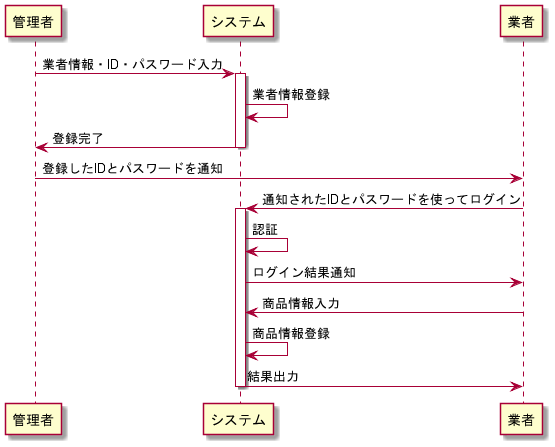 管理者
システム
業者
業者情報・ID・パスワード入力
業者情報登録
登録完了
登録したIDとパスワードを通知
通知されたIDとパスワードを使ってログイン
認証
ログイン結果通知
商品情報入力
商品情報登録
結果出力
管理者
システム
業者